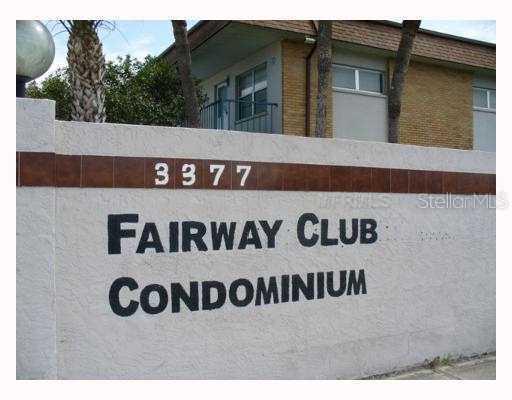 3377
StellarMLS
FAIRWAY CLUB
CONDOMINIUM